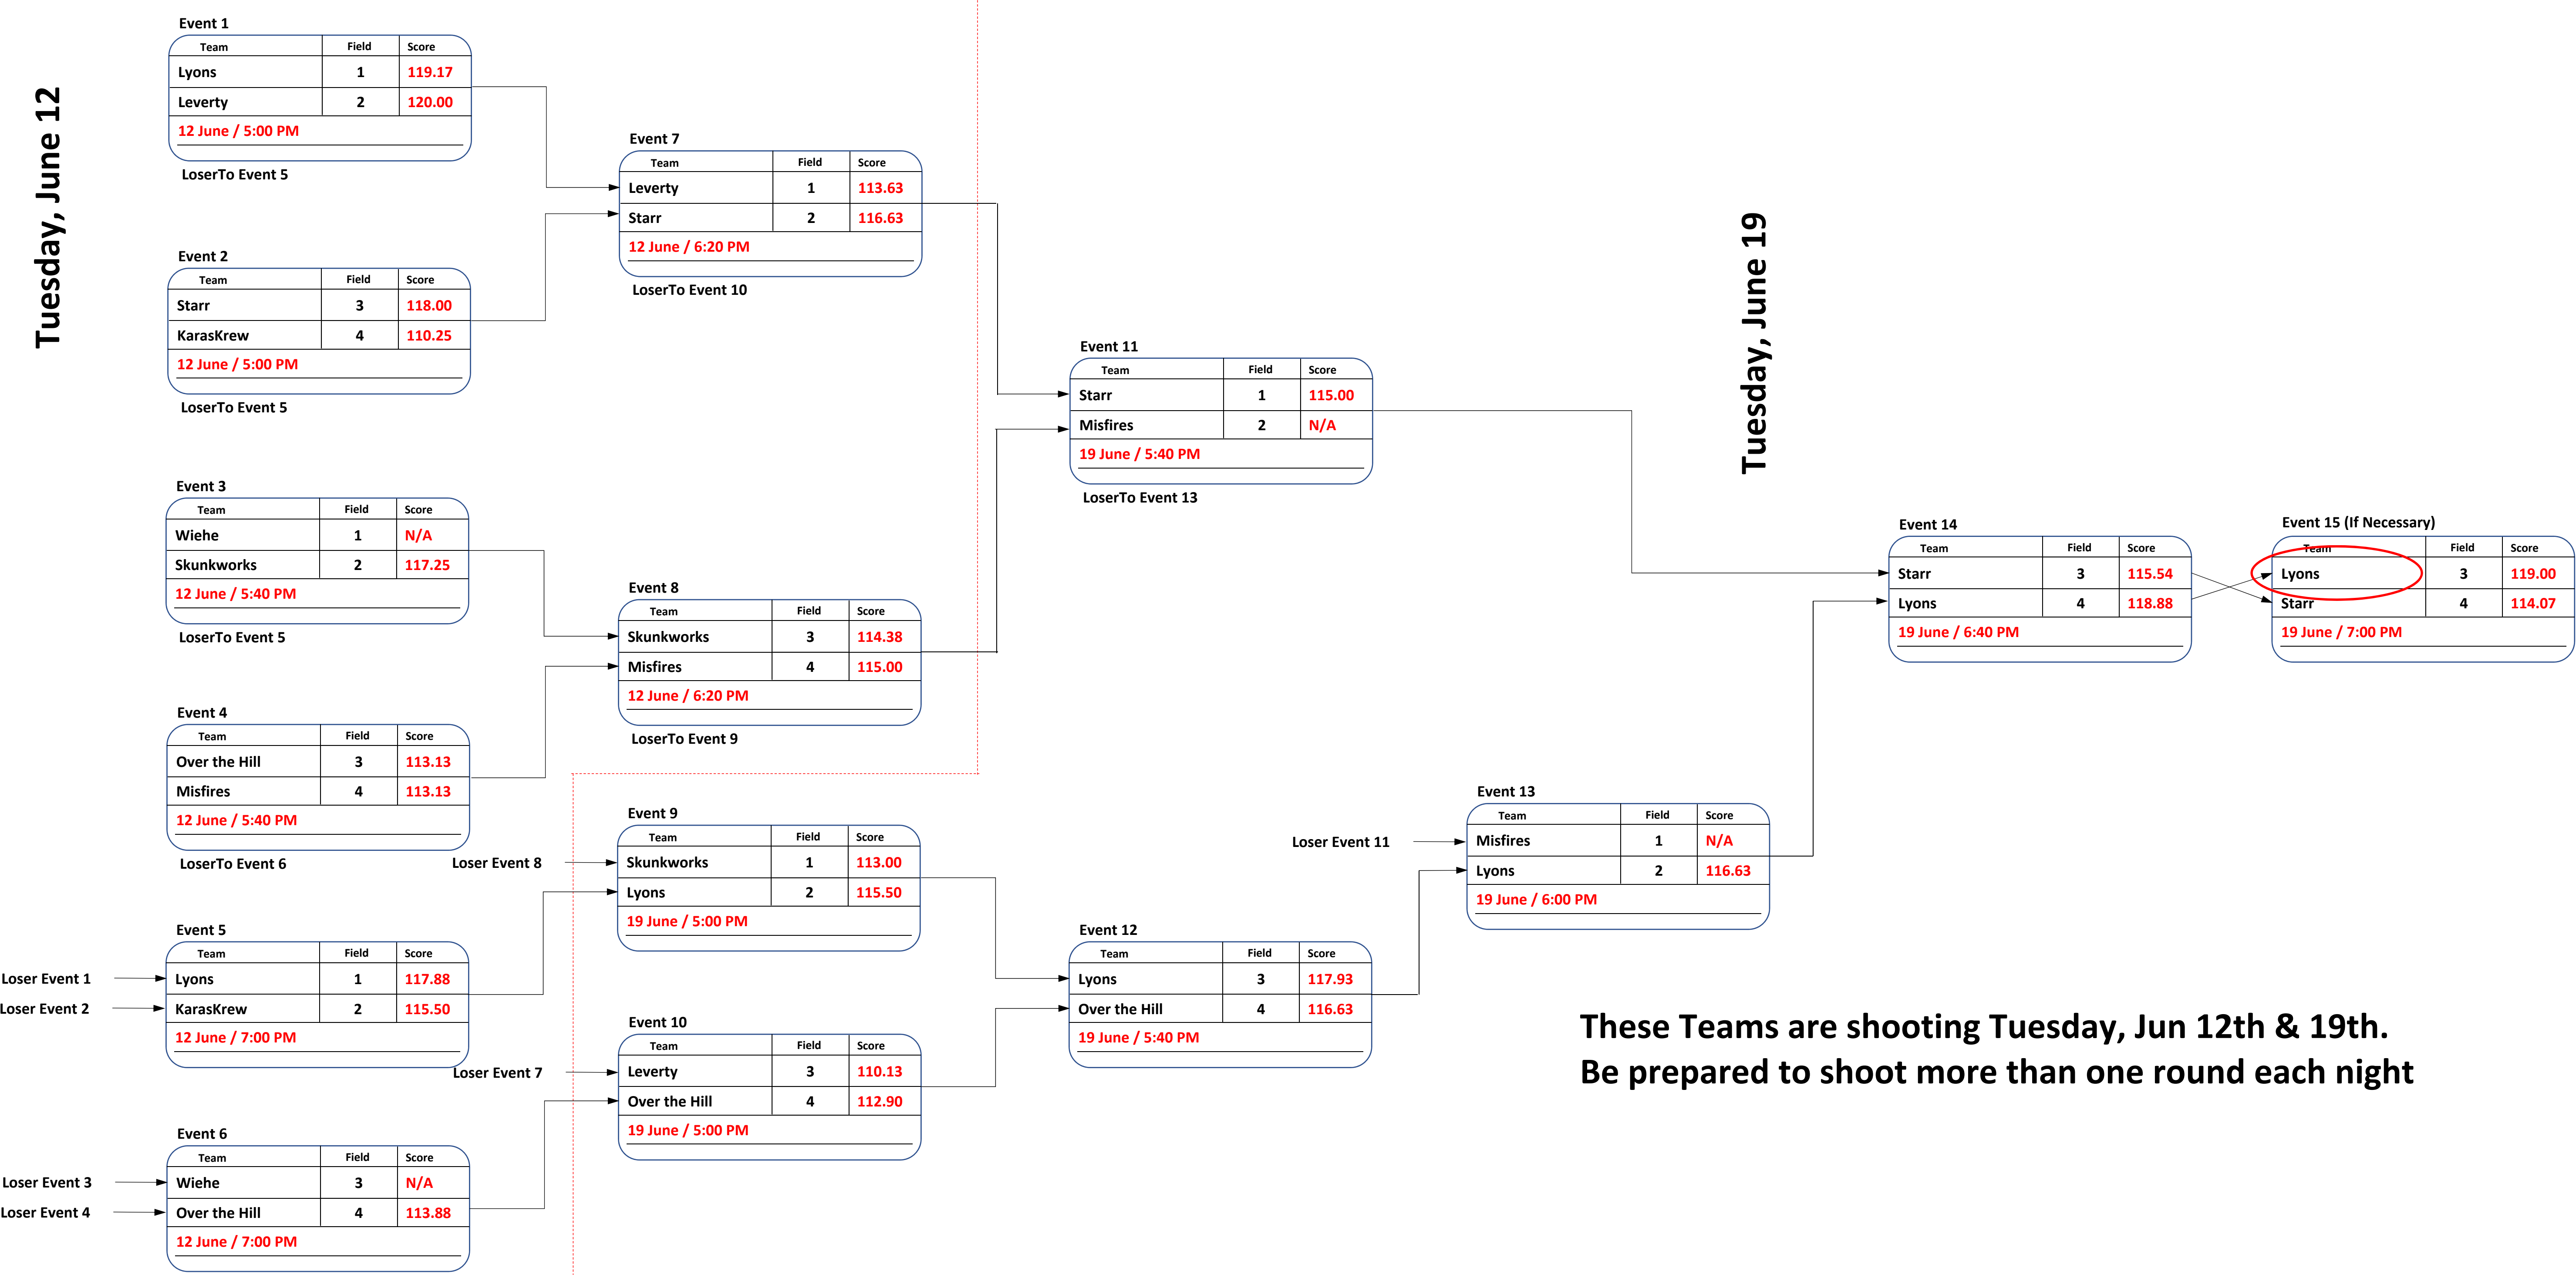 Tuesday, June 12
Event 1
Team Field Score
Lyons 1 119.17
Leverty 2 120.00
12 June / 5:00 PM
LoserTo Event 5
Event 2
Team Field Score
Starr 3 118.00
KarasKrew 4 110.25
12 June / 5:00 PM
LoserTo Event 5
Event 3
Team Field Score
Wiehe 1 N/A
Skunkworks 2 117.25
12 June / 5:40 PM
LoserTo Event 5
Event 4
Team Field Score
Over the Hill 3 113.13
Misfires 4 113.13
12 June / 5:40 PM
LoserTo Event 6
Event 5
Team Field Score
Loser Event 1
Lyons 1 117.88
Loser Event 2
KarasKrew 2 115.50
12 June / 7:00 PM
Event 6
Team Field Score
Loser Event 3
Wiehe 3 N/A
Loser Event 4
Over the Hill 4 113.88
12 June / 7:00 PM
Event 7
Team Field Score
Leverty 1 113.63
Starr 2 116.63
12 June / 6:20 PM
LoserTo Event 10
Event 8
Team Field Score
Skunkworks 3 114.38
Misfires 4 115.00
12 June / 6:20 PM
LoserTo Event 9
Event 9
Team Field Score
Loser Event 8
Skunkworks 1 113.00
Lyons 2 115.50
19 June / 5:00 PM
Event 10
Team Field Score
Loser Event 7
Leverty 3 110.13
Over the Hill 4 112.90
19 June / 5:00 PM
Event 11
Team Field Score
Starr 1 115.00
Misfires 2 N/A
19 June / 5:40 PM
LoserTo Event 13
Event 12
Team Field Score
Lyons 3 117.93
Over the Hill 4 116.63
19 June / 5:40 PM
Event 13
Team Field Score
Loser Event 11
Misfires 1 N/A
Lyons 2 116.63
19 June / 6:00 PM
Tuesday, June 19
Event 14
Team Field Score
Starr 3 115.54
Lyons 4 118.88
19 June / 6:40 PM
Event 15 (If Necessary)
Team Field Score
Lyons 3 119.00
Starr 4 114.07
19 June / 7:00 PM
These Teams are shooting Tuesday, Jun 12th & 19th.
Be prepared to shoot more than one round each night